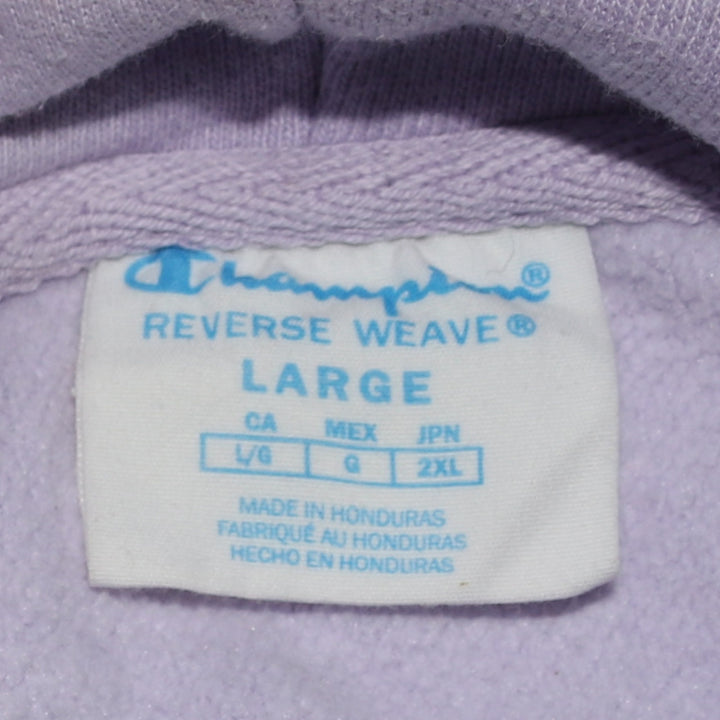 Champion®
REVERSE WEAVE®
LARGE
CA MEX JPN
L/G G 2XL
MADE IN HONDURAS
FABRIQUÉ AU HONDURAS
HECHO EN HONDURAS